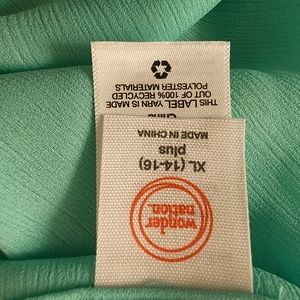 wonder
nation.
XL (14-16)
plus
MADE IN CHINA
China
THIS LABEL YARN IS MADE
OUT OF 100% RECYCLED
POLYESTER MATERIALS